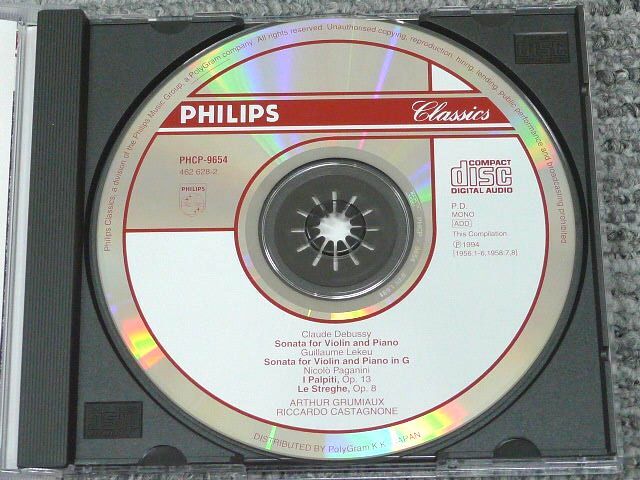 Philips Classics, a division of the Philips Music Group, a PolyGram company. All rights reserved. Unauthorised copying, reproduction, hiring, lending, public performance and broadcasting prohibited
PHILIPS Classics
PHCP-9654
462 628-2
PHILIPS
COMPACT
disc
DIGITAL AUDIO
P.D.
MONO
ADD
This Compilation
Ⓟ1994
[1956:1-6,1958:7,8]
Claude Debussy
Sonata for Violin and Piano
Guillaume Lekeu
Sonata for Violin and Piano in G
Nicolò Paganini
I Palpiti, Op. 13
Le Streghe, Op. 8
ARTHUR GRUMIAUX
RICCARDO CASTAGNONE
DISTRIBUTED BY PolyGram K.K. JAPAN
disc